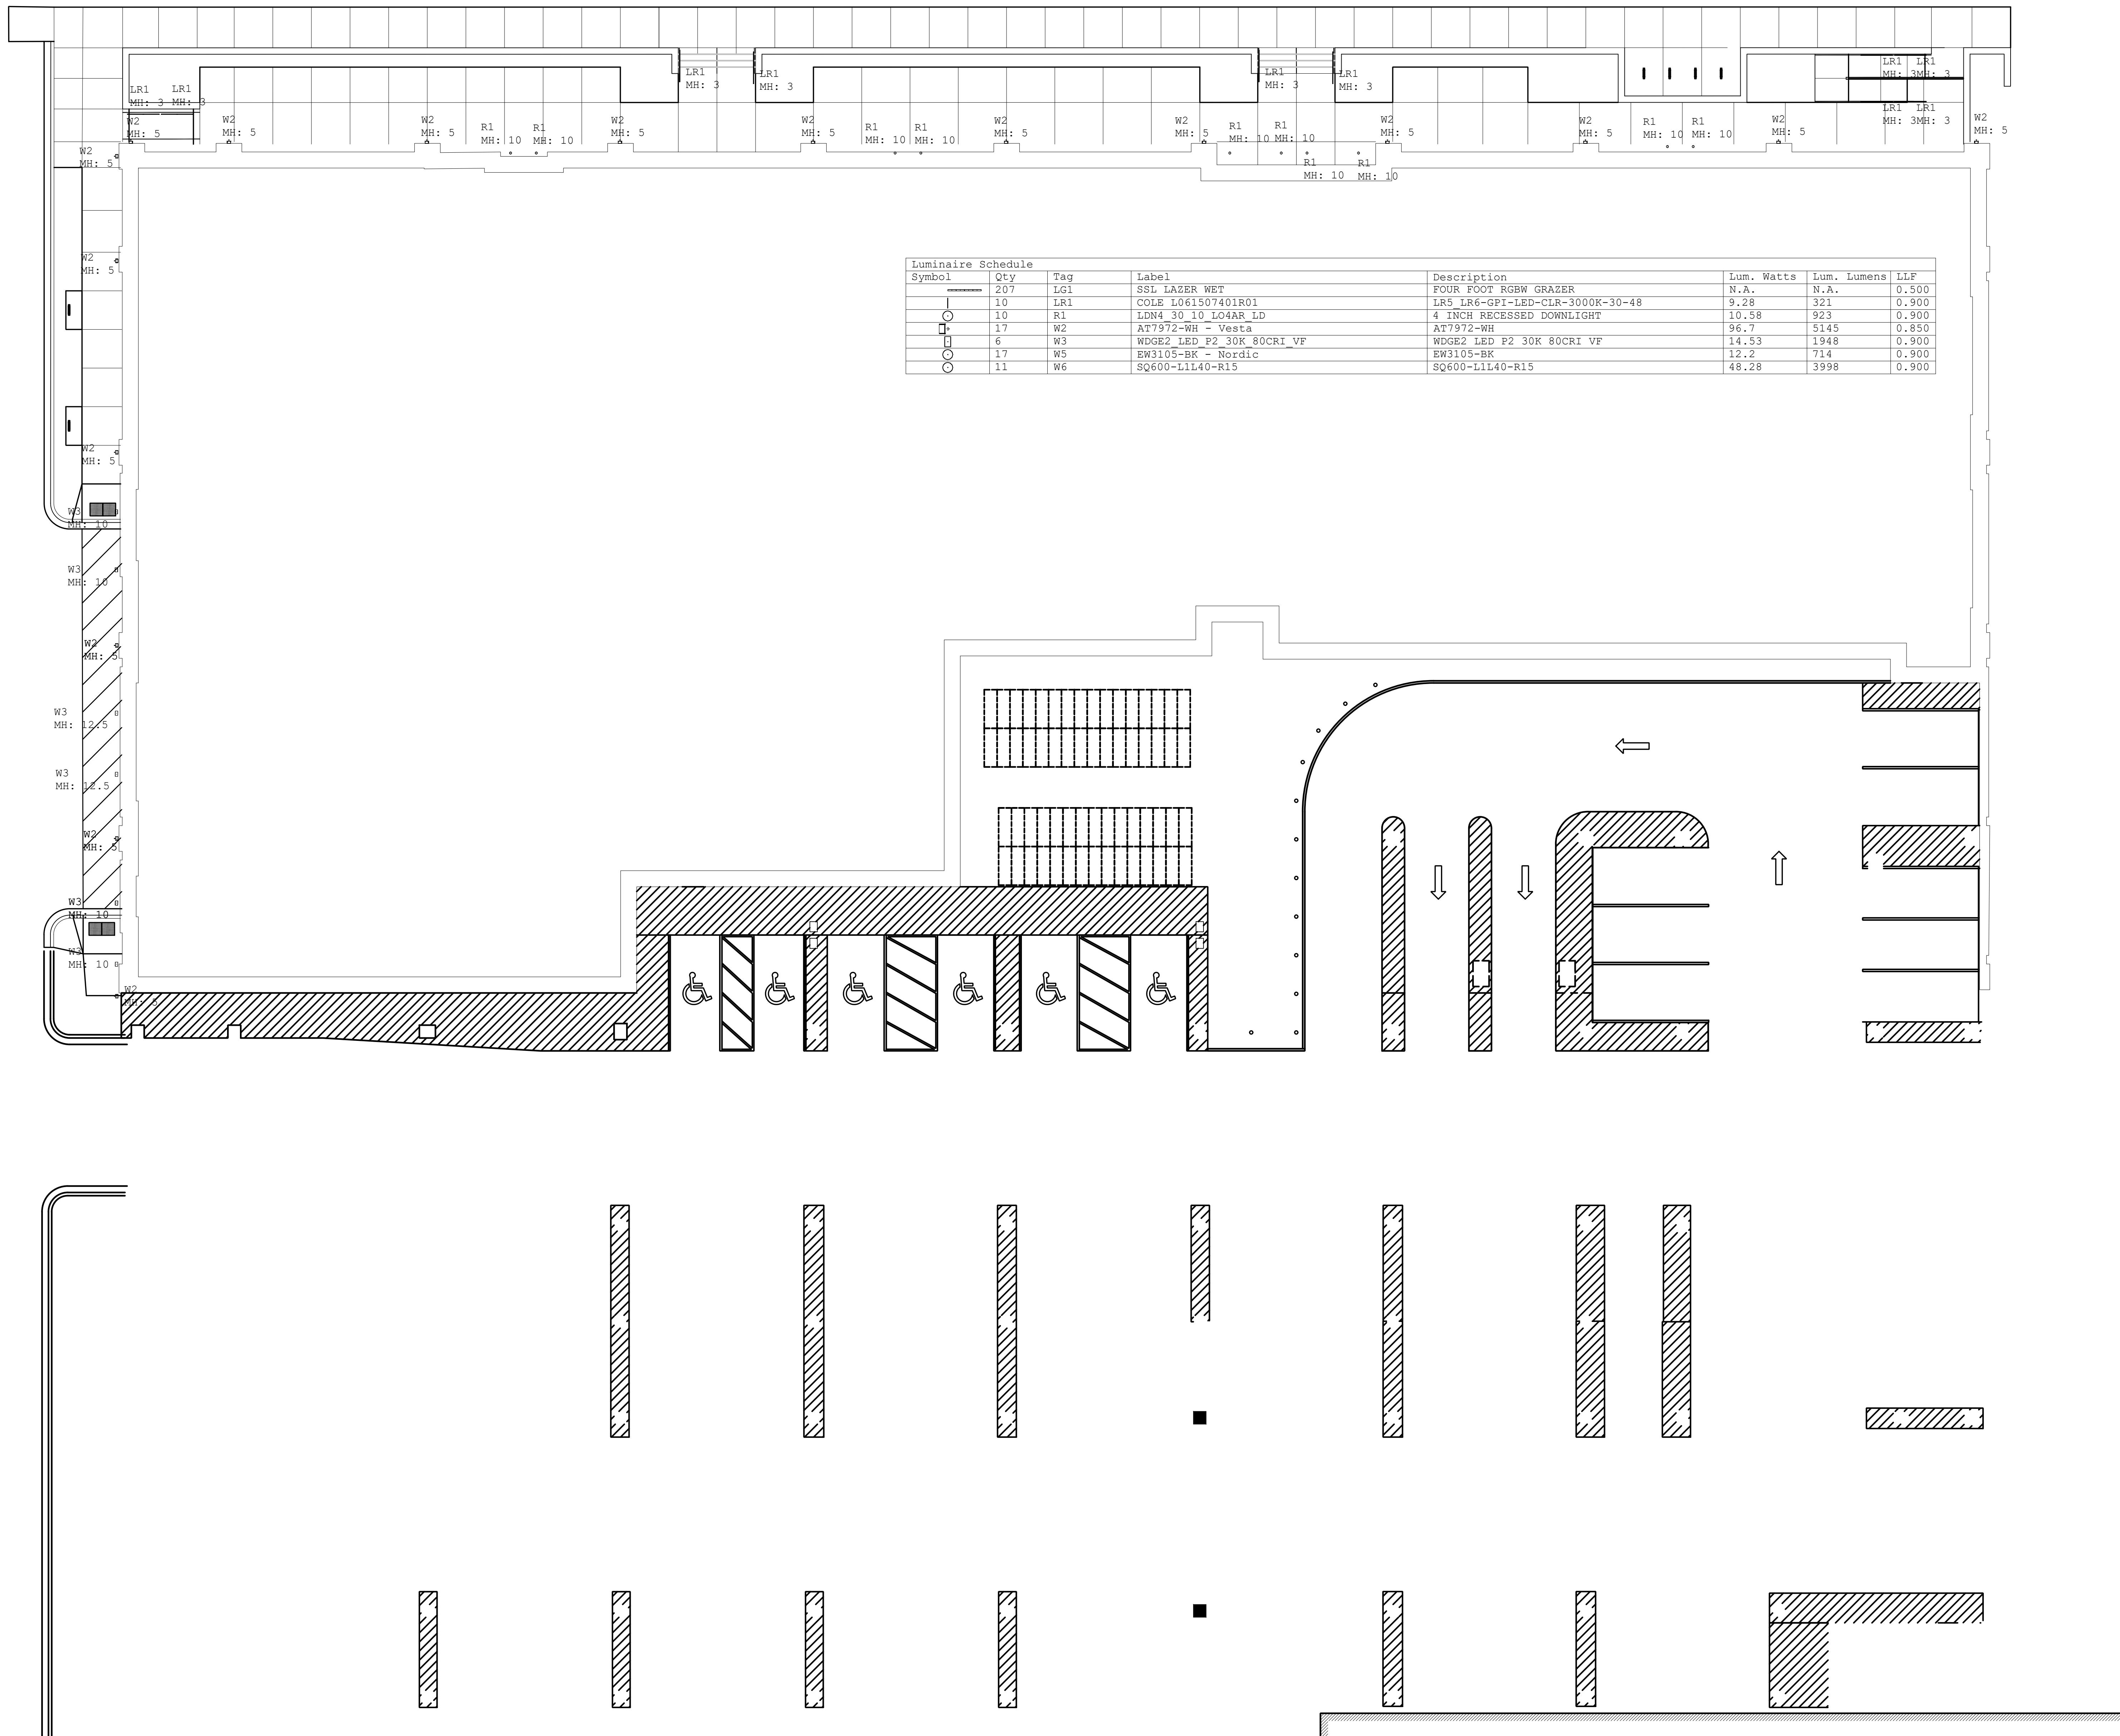 LR1 LR1 LR1 LR1 LR1 LR1
MH: 3 MH: 3 MH: 3 MH: 3 MH: 3 MH: 3
LR1 LR1
MH: 3MH: 3
LR1 LR1
MH: 3MH: 3
W2 W2 W2 R1 R1 W2 W2 R1 R1 W2 W2 R1 R1 W2 W2 R1 R1 W2 W2
MH: 5 MH: 5 MH: 5 MH: 10 MH: 10 MH: 5 MH: 5 MH: 10 MH: 10 MH: 5 MH: 5 MH: 10 MH: 10 MH: 5 MH: 5 MH: 10 MH: 10 MH: 5 MH: 5
R1 R1
MH: 10 MH: 10
W2
MH: 5
W2
MH: 5
Luminaire Schedule
Symbol Qty Tag Label Description Lum. Watts Lum. Lumens LLF
207 LG1 SSL LAZER WET FOUR FOOT RGBW GRAZER N.A. N.A. 0.500
10 LR1 COLE L061507401R01 LR5_LR6-GPI-LED-CLR-3000K-30-48 9.28 321 0.900
10 R1 LDN4_30_10_LO4AR_LD 4 INCH RECESSED DOWNLIGHT 10.58 923 0.900
17 W2 AT7972-WH - Vesta AT7972-WH 96.7 5145 0.850
6 W3 WDGE2_LED_P2_30K_80CRI_VF WDGE2 LED P2 30K 80CRI VF 14.53 1948 0.900
17 W5 EW3105-BK - Nordic EW3105-BK 12.2 714 0.900
11 W6 SQ600-L1L40-R15 SQ600-L1L40-R15 48.28 3998 0.900
W2
MH: 5
W3
MH: 10
W3
MH: 10
W2
MH: 5
W3
MH: 12.5
W3
MH: 12.5
W2
MH: 5
W3
MH: 10
W3
MH: 10
W2
MH: 5